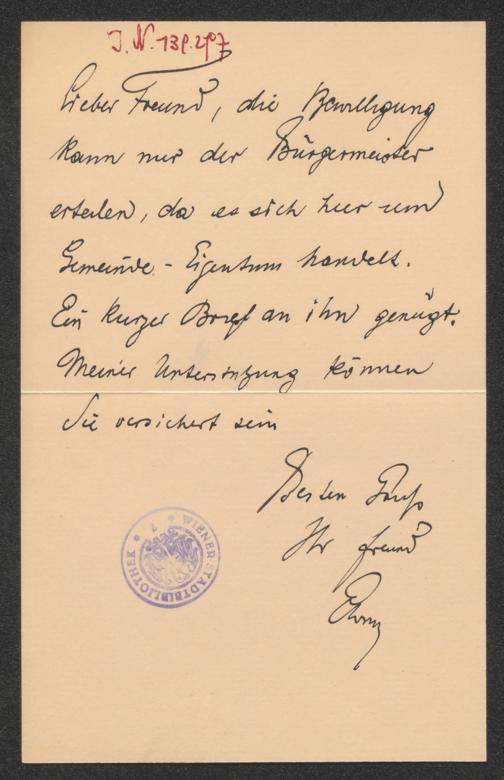 J.N. 139.297
Lieber Freund, die Bewilligung
kann nur der Bürgermeister
erteilen, da es sich hier um
Gemeinde - Eigentum handelt.
Ein kurzer Brief an ihn genügt.
Meiner Unterstützung können
Sie versichert sein
Besten Gruß
Ihr Freund
* WIENER STADTBIBLIOTHEK *